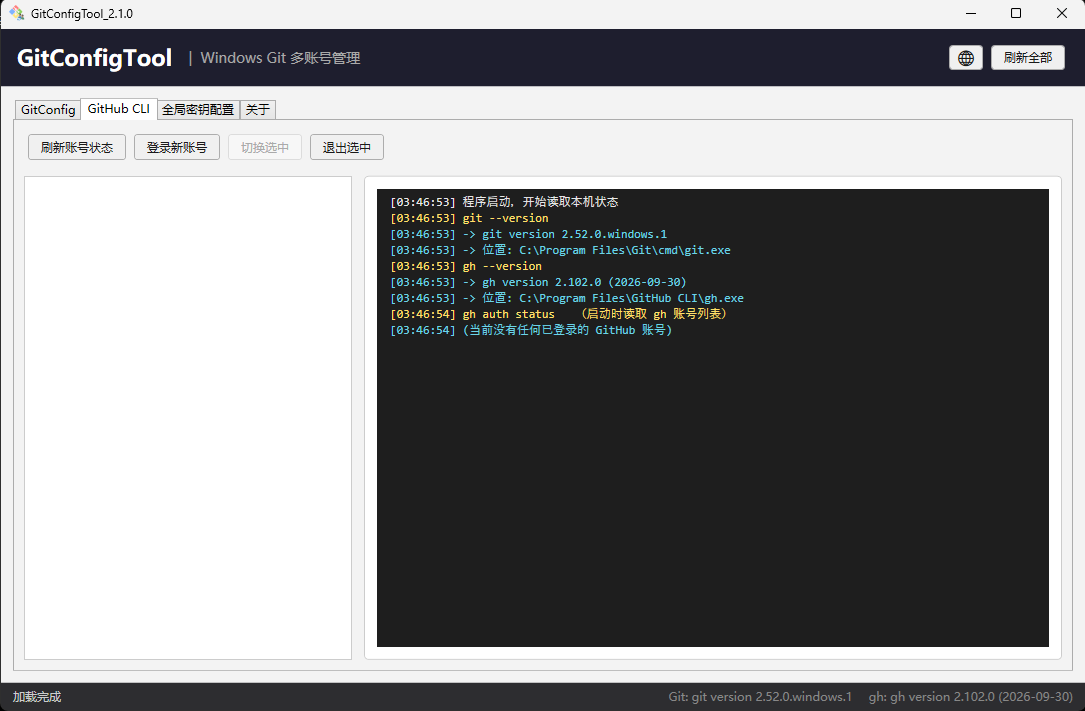 GitConfigTool_2.1.0
GitConfigTool | Windows Git 多账号管理
刷新全部
GitConfig GitHub CLI 全局密钥配置 关于
刷新账号状态 登录新账号 切换选中 退出选中
[03:46:53] 程序启动，开始读取本机状态
[03:46:53] git --version
[03:46:53] -> git version 2.52.0.windows.1
[03:46:53] -> 位置: C:\Program Files\Git\cmd\git.exe
[03:46:53] gh --version
[03:46:53] -> gh version 2.102.0 (2026-09-30)
[03:46:53] -> 位置: C:\Program Files\GitHub CLI\gh.exe
[03:46:54] gh auth status （启动时读取 gh 账号列表）
[03:46:54] (当前没有任何已登录的 GitHub 账号)
加载完成
Git: git version 2.52.0.windows.1 gh: gh version 2.102.0 (2026-09-30)